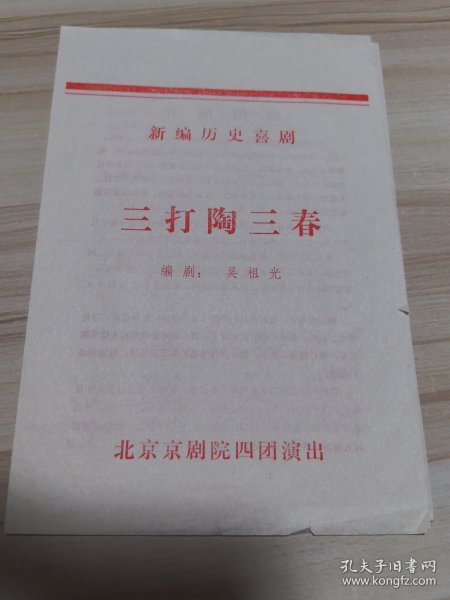 新编历史喜剧
三打陶三春
编剧： 吴祖光
北京京剧院四团演出
孔夫子旧书网
www.kongfz.com